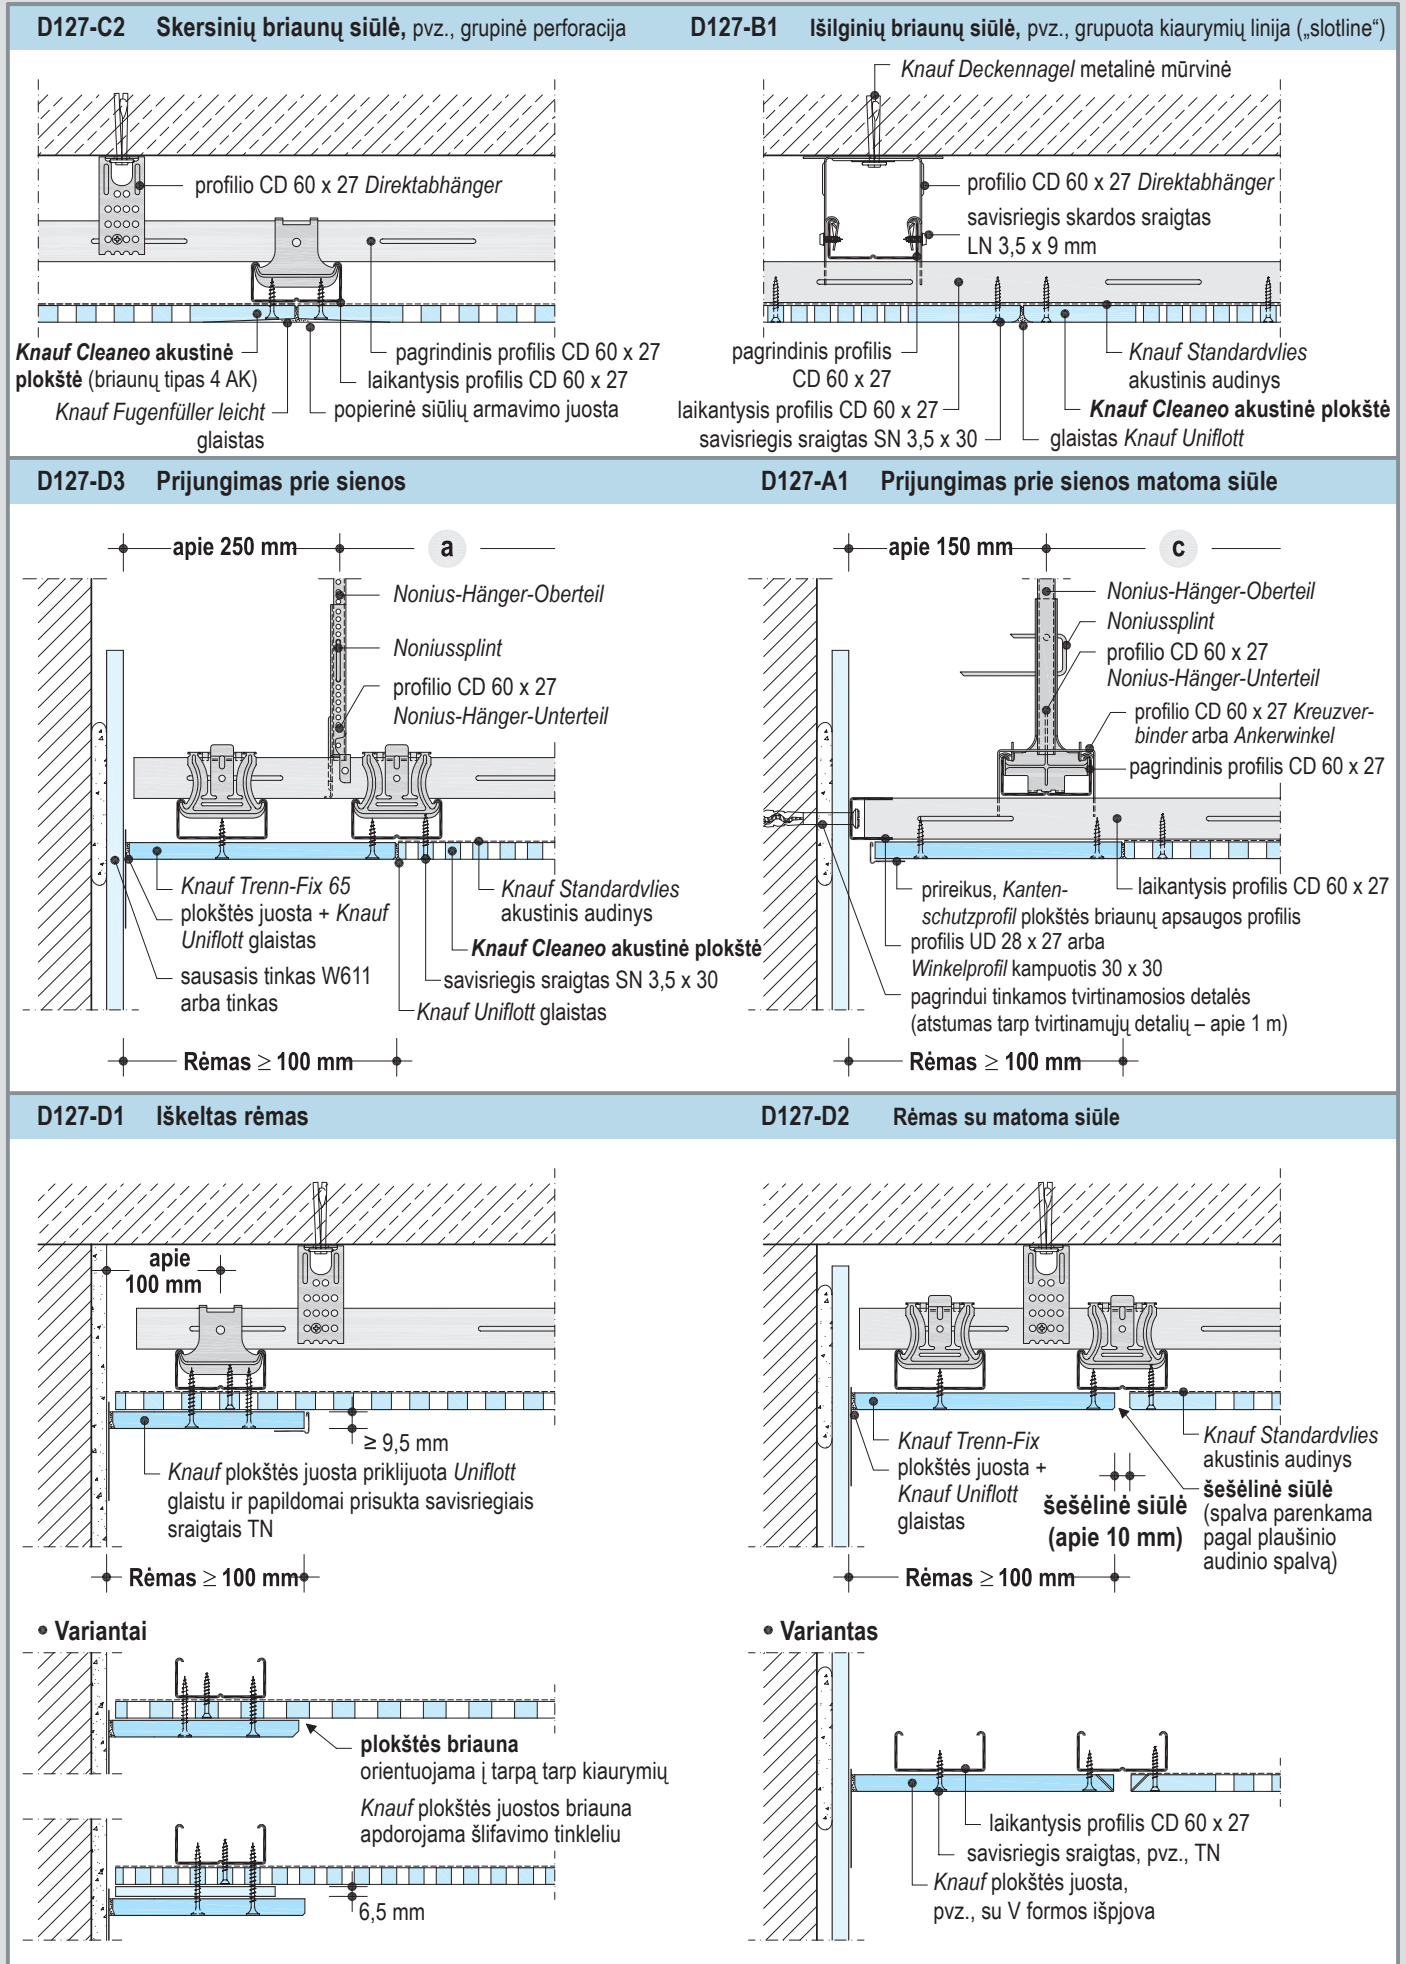 D127-C2 Skersinių briaunų siūlė, pvz., grupinė perforacija
profilio CD 60 x 27 Direktabhänger
Knauf Cleaneo akustinė
plokštė (briaunų tipas 4 AK)
Knauf Fugenfüller leicht
glaistas
pagrindinis profilis CD 60 x 27
laikantysis profilis CD 60 x 27
popierinė siūlių armavimo juosta
D127-B1 Išilginių briaunų siūlė, pvz., grupuota kiaurymių linija („slotline“)
Knauf Deckennagel metalinė mūrvinė
profilio CD 60 x 27 Direktabhänger
savisriegis skardos sraigtas
LN 3,5 x 9 mm
pagrindinis profilis
CD 60 x 27
laikantysis profilis CD 60 x 27
savisriegis sraigtas SN 3,5 x 30
Knauf Standardvlies
akustinis audinys
Knauf Cleaneo akustinė plokštė
glaistas Knauf Uniflott
D127-D3 Prijungimas prie sienos
apie 250 mm
a
Nonius-Hänger-Oberteil
Noniussplint
profilio CD 60 x 27
Nonius-Hänger-Unterteil
Knauf Trenn-Fix 65
plokštės juosta + Knauf
Uniflott glaistas
sausasis tinkas W611
arba tinkas
Knauf Standardvlies
akustinis audinys
Knauf Cleaneo akustinė plokštė
savisriegis sraigtas SN 3,5 x 30
Knauf Uniflott glaistas
Rėmas ≥ 100 mm
D127-A1 Prijungimas prie sienos matoma siūle
apie 150 mm
c
Nonius-Hänger-Oberteil
Noniussplint
profilio CD 60 x 27
Nonius-Hänger-Unterteil
profilio CD 60 x 27 Kreuzver-
binder arba Ankerwinkel
pagrindinis profilis CD 60 x 27
laikantysis profilis CD 60 x 27
prireikus, Kanten-
schutzprofil plokštės briaunų apsaugos profilis
profilis UD 28 x 27 arba
Winkelprofil kampuotis 30 x 30
pagrindui tinkamos tvirtinamosios detalės
(atstumas tarp tvirtinamųjų detalių – apie 1 m)
Rėmas ≥ 100 mm
D127-D1 Iškeltas rėmas
apie
100 mm
≥ 9,5 mm
Knauf plokštės juosta priklijuota Uniflott
glaistu ir papildomai prisukta savisriegiais
sraigtais TN
Rėmas ≥ 100 mm
• Variantai
plokštės briauna
orientuojama į tarpą tarp kiaurymių
Knauf plokštės juostos briauna
apdorojama šlifavimo tinkleliu
6,5 mm
D127-D2 Rėmas su matoma siūle
Knauf Trenn-Fix
plokštės juosta +
Knauf Uniflott
glaistas
Knauf Standardvlies
akustinis audinys
šešėlinė siūlė
(apie 10 mm)
šešėlinė siūlė
(spalva parenkama
pagal plaušinio
audinio spalvą)
Rėmas ≥ 100 mm
• Variantas
laikantysis profilis CD 60 x 27
savisriegis sraigtas, pvz., TN
Knauf plokštės juosta,
pvz., su V formos išpjova